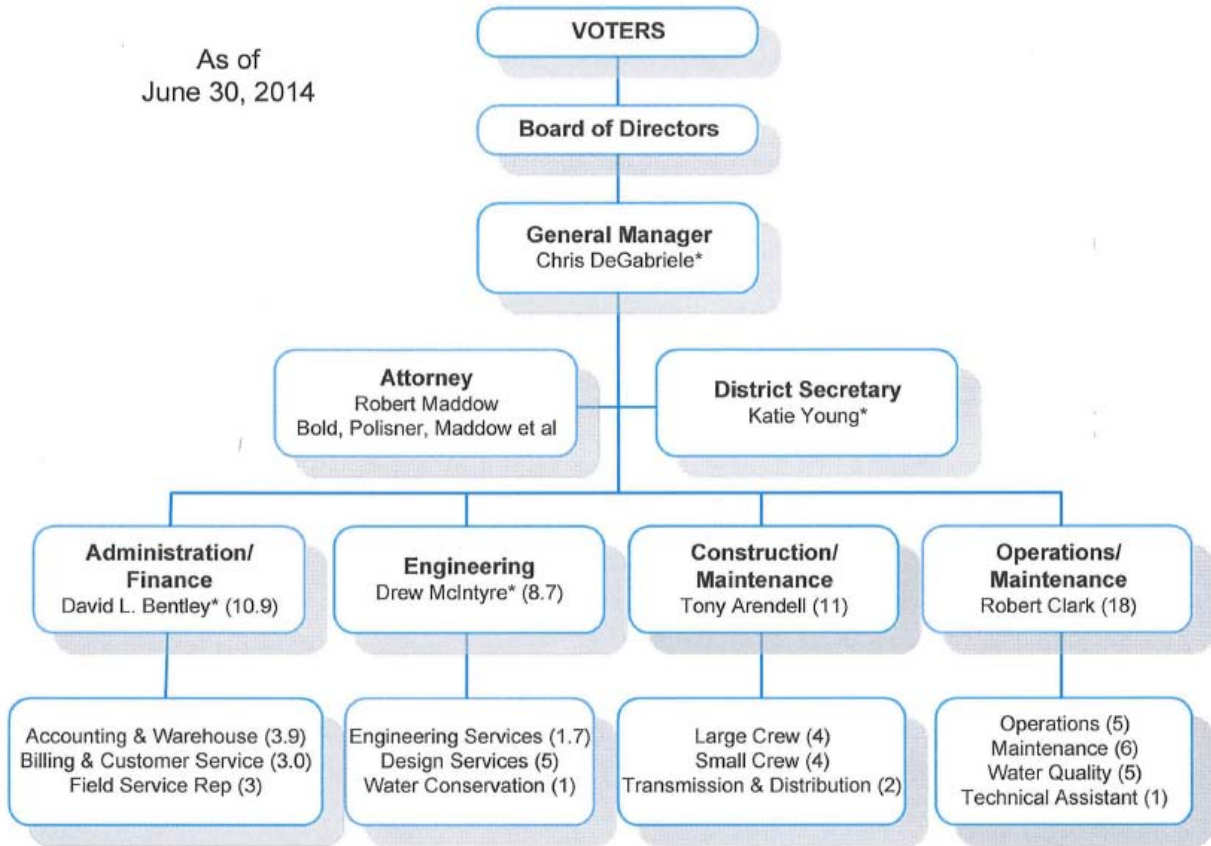 As of
June 30, 2014
VOTERS
Board of Directors
General Manager
Chris DeGabriele*
Attorney
Robert Maddow
Bold, Polisner, Maddow et al
District Secretary
Katie Young*
Administration/
Finance
David L. Bentley* (10.9)
Engineering
Drew McIntyre* (8.7)
Construction/
Maintenance
Tony Arendell (11)
Operations/
Maintenance
Robert Clark (18)
Accounting & Warehouse (3.9)
Billing & Customer Service (3.0)
Field Service Rep (3)
Engineering Services (1.7)
Design Services (5)
Water Conservation (1)
Large Crew (4)
Small Crew (4)
Transmission & Distribution (2)
Operations (5)
Maintenance (6)
Water Quality (5)
Technical Assistant (1)